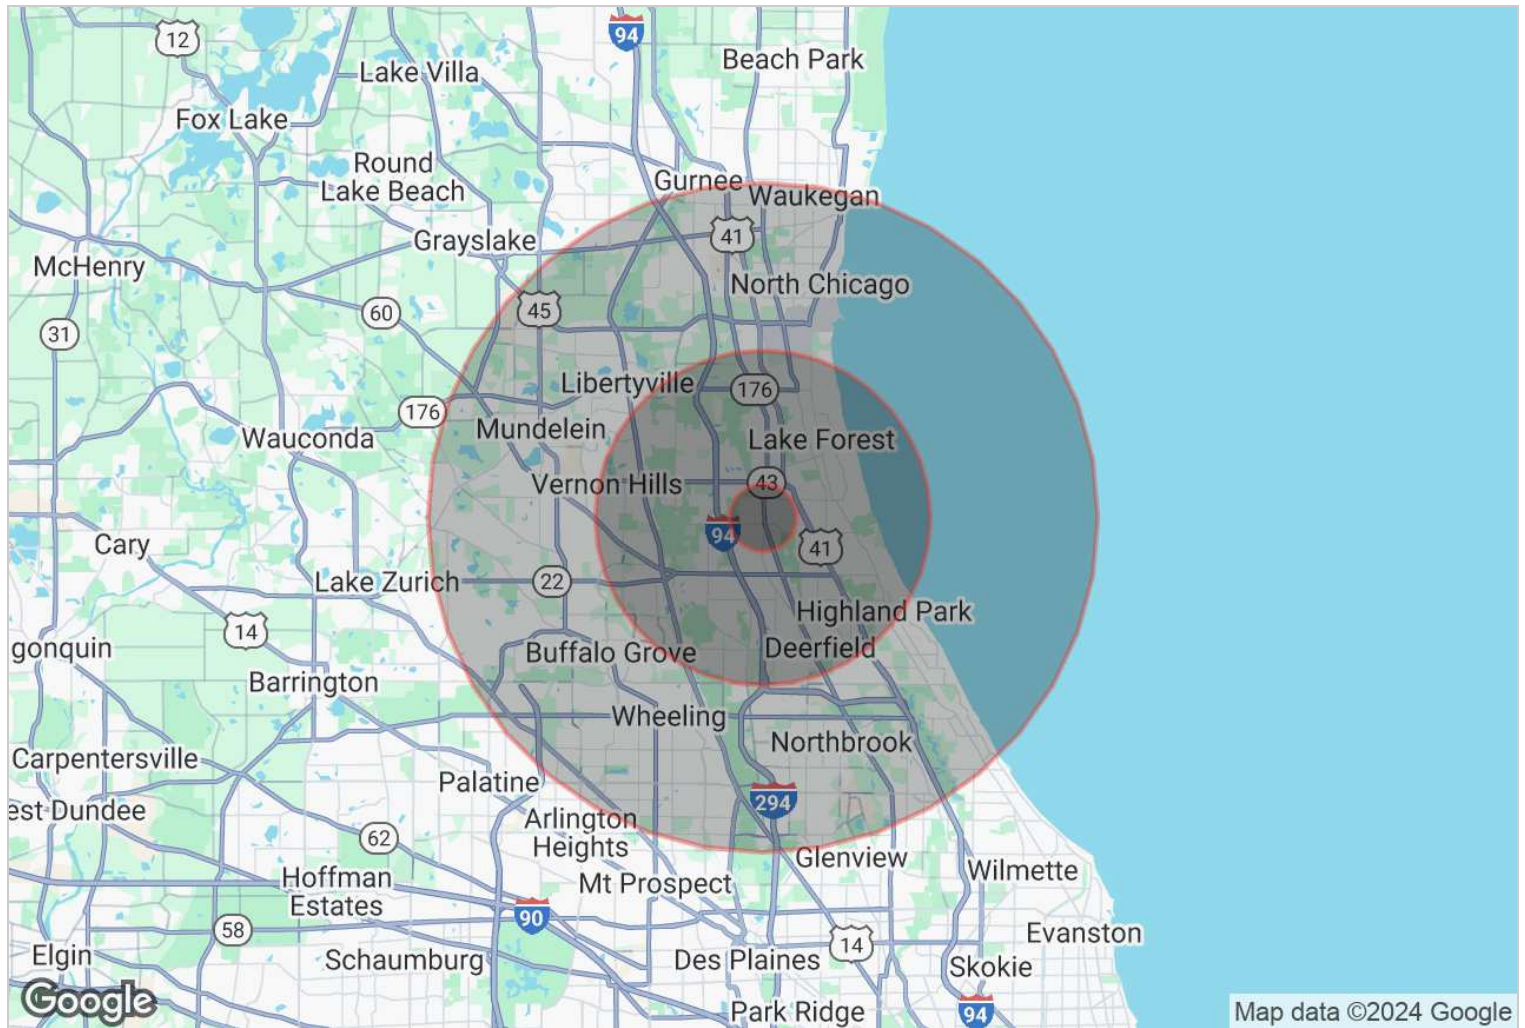 94
12
Beach Park
Lake Villa
Fox Lake
Round
Lake Beach
Gurnee
Waukegan
41
Grayslake
McHenry
North Chicago
45
60
31
Libertyville
176
176
Mundelein
Wauconda
Lake Forest
Vernon Hills
43
94
41
Cary
Lake Zurich
22
Highland Park
14
gonquin
Buffalo Grove
Deerfield
Barrington
Wheeling
Northbrook
Carpentersville
Palatine
294
est Dundee
Arlington
Heights
62
Glenview
Wilmette
Hoffman
Estates
Mt Prospect
90
58
Evanston
14
Elgin
Schaumburg
Des Plaines
Skokie
Google
Park Ridge
94
Map data ©2024 Google